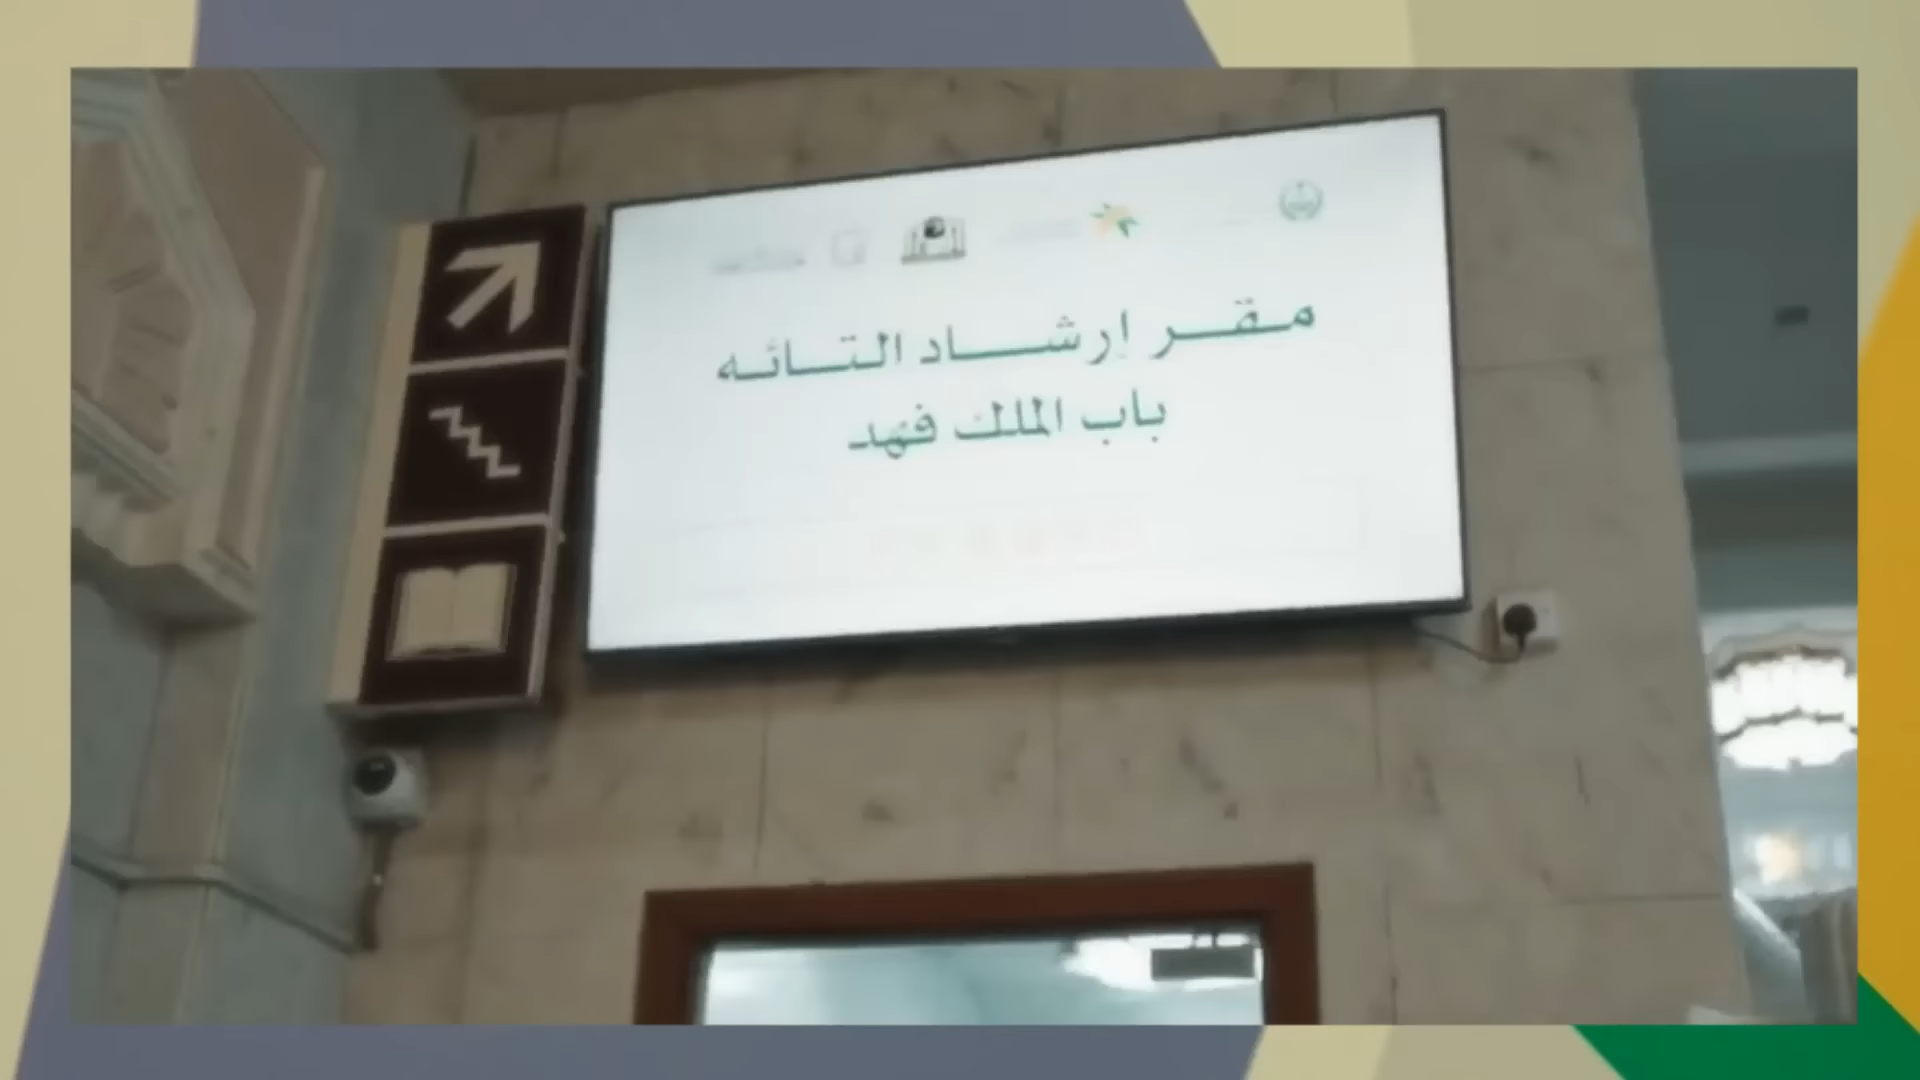 مقر إرشاد التائه
باب الملك فهد